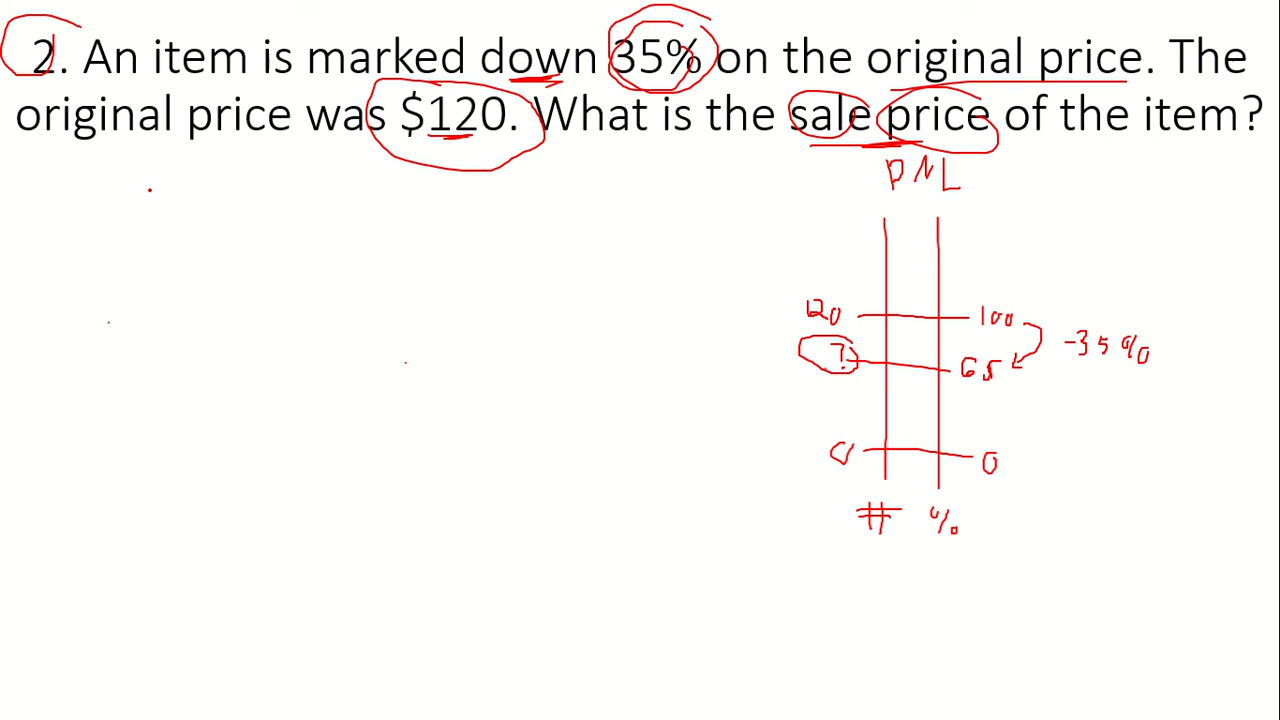 2. An item is marked down 35% on the original price. The
original price was $120. What is the sale price of the item?
DNL
120 100
? 65 -35%
0 0
# %